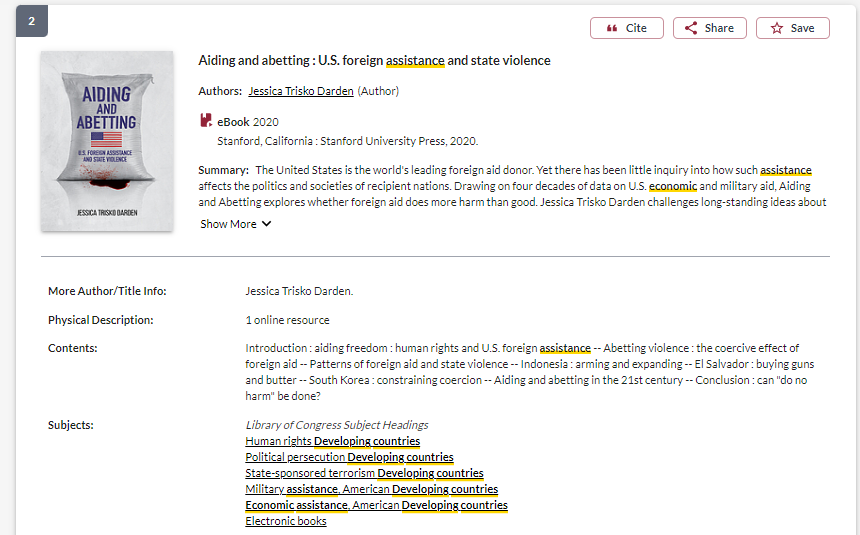 2
Cite
Share
Save
AIDING
AND
ABETTING
U.S. FOREIGN ASSISTANCE
AND STATE VIOLENCE
JESSICA TRISKO DARDEN
Aiding and abetting : U.S. foreign assistance and state violence
Authors: Jessica Trisko Darden (Author)
eBook 2020
Stanford, California : Stanford University Press, 2020.
Summary: The United States is the world's leading foreign aid donor. Yet there has been little inquiry into how such assistance
affects the politics and societies of recipient nations. Drawing on four decades of data on U.S. economic and military aid, Aiding
and Abetting explores whether foreign aid does more harm than good. Jessica Trisko Darden challenges long-standing ideas about
Show More
More Author/Title Info: Jessica Trisko Darden.
Physical Description: 1 online resource
Contents: Introduction : aiding freedom : human rights and U.S. foreign assistance -- Abetting violence : the coercive effect of
foreign aid -- Patterns of foreign aid and state violence -- Indonesia : arming and expanding -- El Salvador : buying guns
and butter -- South Korea : constraining coercion -- Aiding and abetting in the 21st century -- Conclusion : can "do no
harm" be done?
Subjects: Library of Congress Subject Headings
Human rights Developing countries
Political persecution Developing countries
State-sponsored terrorism Developing countries
Military assistance, American Developing countries
Economic assistance, American Developing countries
Electronic books